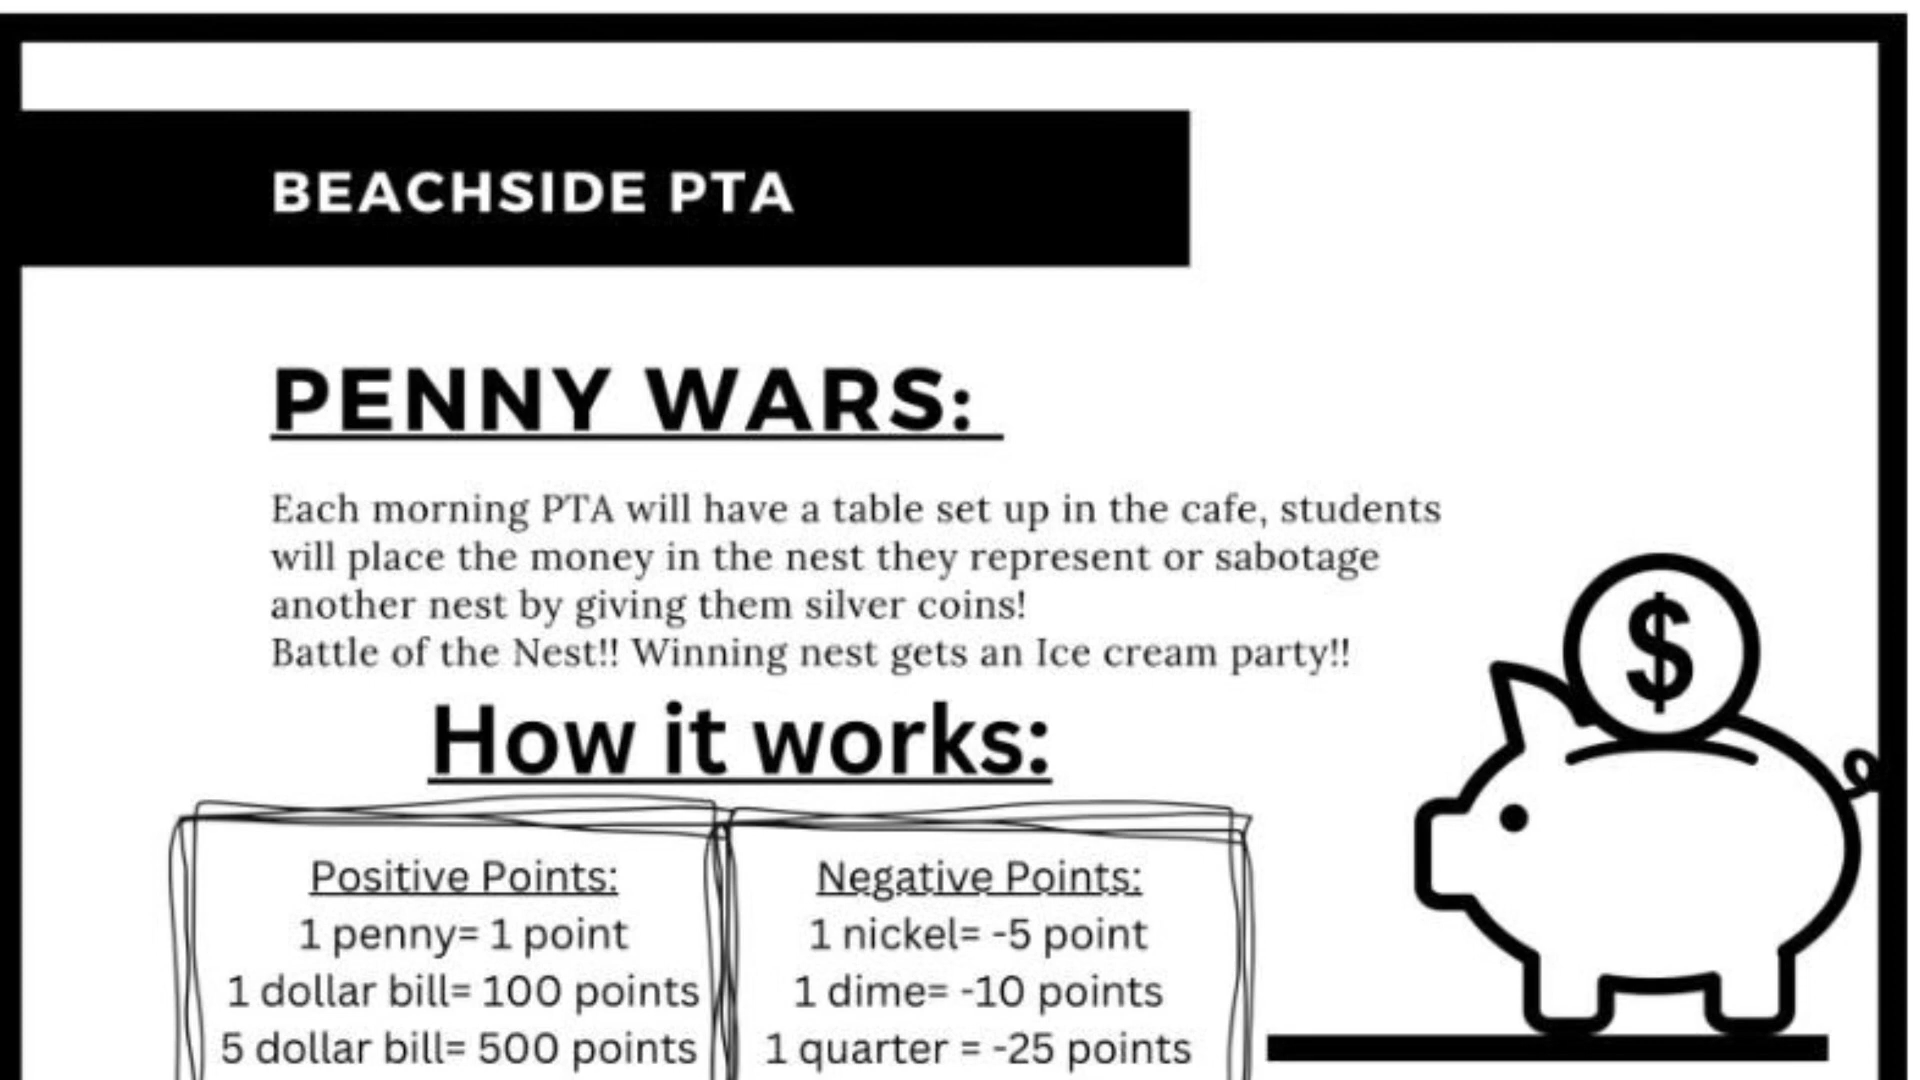 BEACHSIDE PTA
PENNY WARS:
Each morning PTA will have a table set up in the cafe, students
will place the money in the nest they represent or sabotage
another nest by giving them silver coins!
Battle of the Nest!! Winning nest gets an Ice cream party!!
$
How it works:
Positive Points:
1 penny= 1 point
1 dollar bill= 100 points
5 dollar bill= 500 points
Negative Points:
1 nickel= -5 point
1 dime= -10 points
1 quarter = -25 points